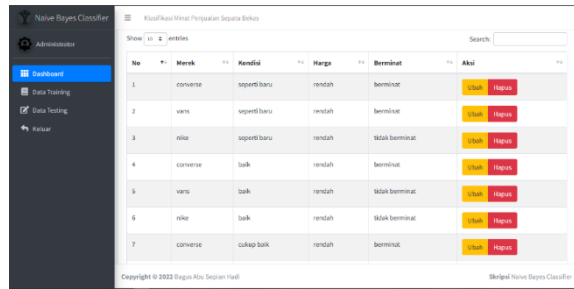 Naive Bayes Classifier
Klasifikasi Minat Penjualan Sepatu Bekas
Administrator
Dashboard
Data Training
Data Testing
Keluar
Show 10 entries
Search:
No Merek Kondisi Harga Berminat Aksi
1 converse seperti baru rendah berminat Ubah Hapus
2 vans seperti baru rendah berminat Ubah Hapus
3 nike seperti baru rendah tidak berminat Ubah Hapus
4 converse baik rendah berminat Ubah Hapus
5 vans baik rendah tidak berminat Ubah Hapus
6 nike baik rendah tidak berminat Ubah Hapus
7 converse cukup baik rendah berminat Ubah Hapus
Copyright © 2022 Bagus Abu Sepian Hadi
Skripsi Naive Bayes Classifier